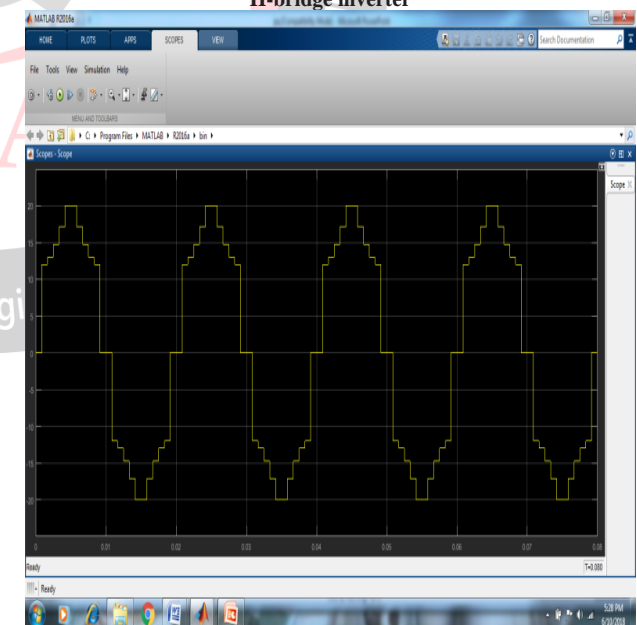 H-bridge inverter
MATLAB R2016a
HOME PLOTS APPS SCOPES VIEW
Search Documentation
File Tools View Simulation Help
MENU AND TOOLBARS
C: Program Files MATLAB R2016a bin
Scopes - Scope
Scope
20
15
10
5
0
-5
-10
-15
-20
0 0.01 0.02 0.03 0.04 0.05 0.06 0.07 0.08
Ready T=0.080
Ready
5:28 PM
6/10/2018